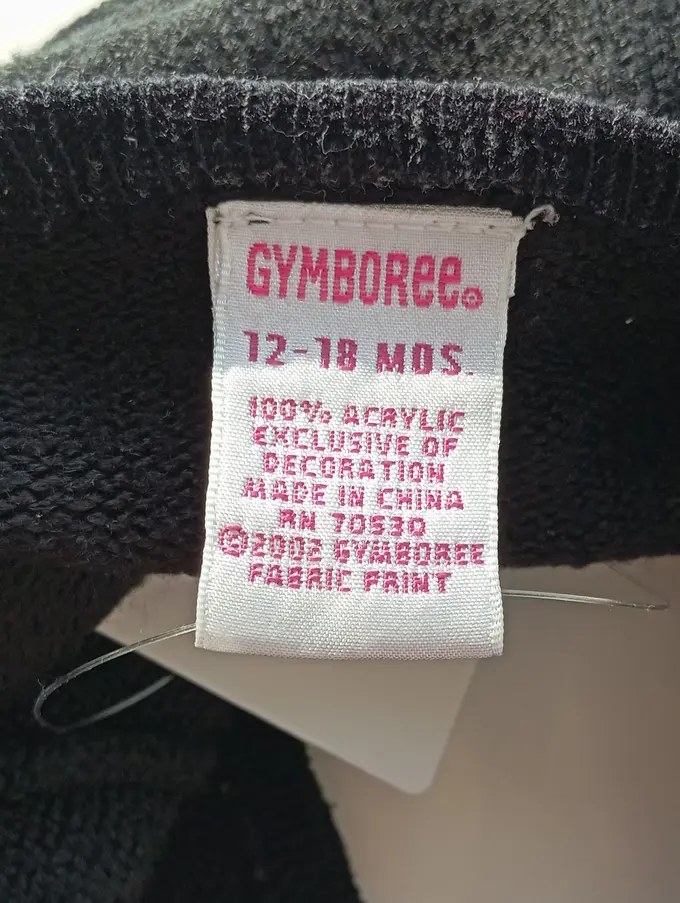 GYMBOREE®
12-18 MOS.
100% ACRYLIC
EXCLUSIVE OF
DECORATION
MADE IN CHINA
RN 70530
©2002 GYMBOREE
FABRIC PRINT